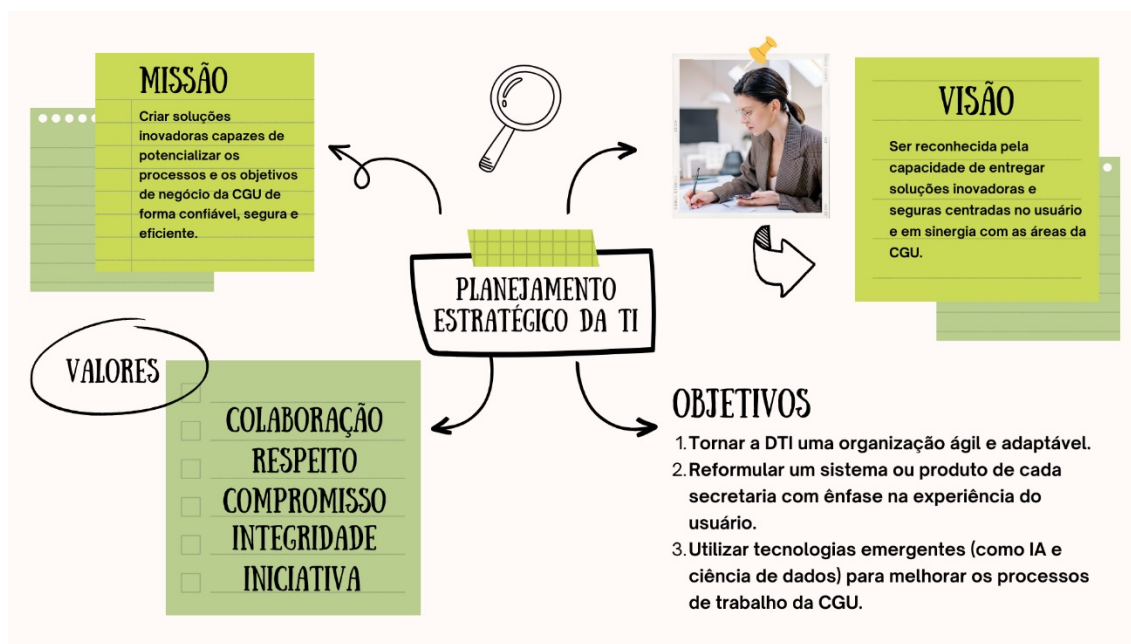 MISSÃO
Criar soluções
inovadoras capazes de
potencializar os
processos e os objetivos
de negócio da CGU de
forma confiável, segura e
eficiente.
VISÃO
Ser reconhecida pela
capacidade de entregar
soluções inovadoras e
seguras centradas no usuário
e em sinergia com as áreas da
CGU.
PLANEJAMENTO
ESTRATÉGICO DA TI
VALORES
COLABORAÇÃO
RESPEITO
COMPROMISSO
INTEGRIDADE
INICIATIVA
OBJETIVOS
1. Tornar a DTI uma organização ágil e adaptável.
2. Reformular um sistema ou produto de cada
secretaria com ênfase na experiência do
usuário.
3. Utilizar tecnologias emergentes (como IA e
ciência de dados) para melhorar os processos
de trabalho da CGU.